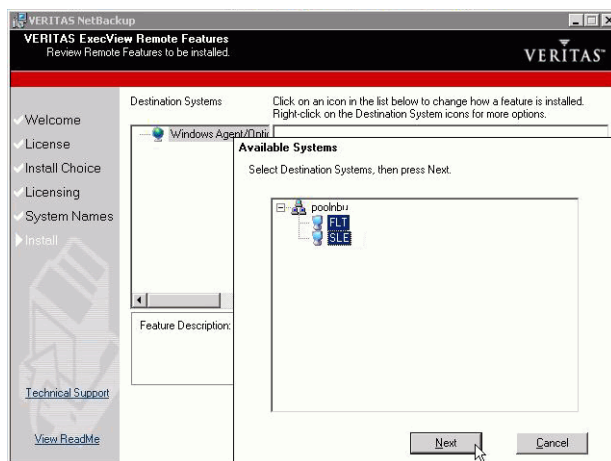 VERITAS NetBackup
VERITAS ExecView Remote Features
Review Remote Features to be installed.
VERITAS
Welcome
License
Install Choice
Licensing
System Names
Install
Technical Support
View ReadMe
Destination Systems
Click on an icon in the list below to change how a feature is installed.
Right-click on the Destination System icons for more options.
Windows Agent/Optic
Feature Description:
Available Systems
Select Destination Systems, then press Next.
poolnbu
FLT
SLE
Next
Cancel